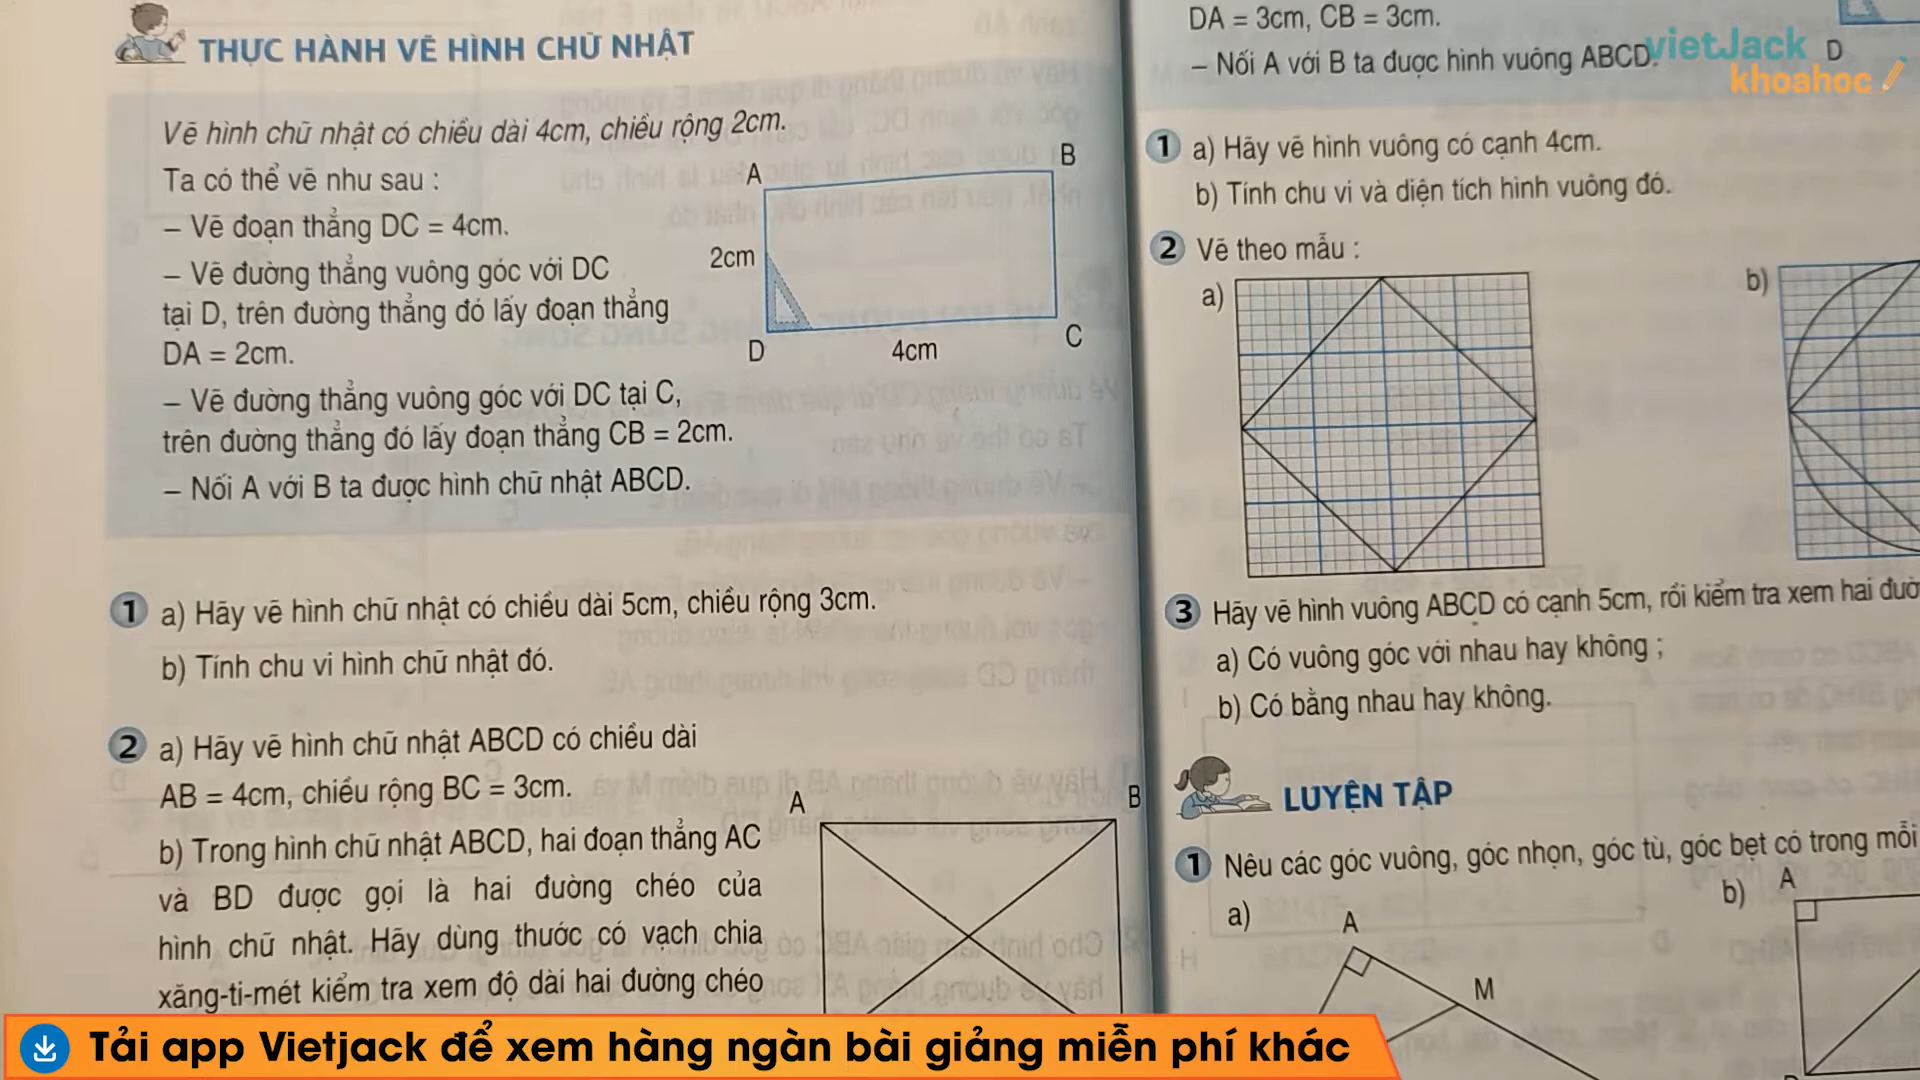 THỰC HÀNH VẼ HÌNH CHỮ NHẬT
Vẽ hình chữ nhật có chiều dài 4cm, chiều rộng 2cm.
Ta có thể vẽ như sau :
– Vẽ đoạn thẳng DC = 4cm.
– Vẽ đường thẳng vuông góc với DC
tại D, trên đường thẳng đó lấy đoạn thẳng
DA = 2cm.
– Vẽ đường thẳng vuông góc với DC tại C,
trên đường thẳng đó lấy đoạn thẳng CB = 2cm.
– Nối A với B ta được hình chữ nhật ABCD.
A
B
2cm
D
4cm
C
1 a) Hãy vẽ hình chữ nhật có chiều dài 5cm, chiều rộng 3cm.
b) Tính chu vi hình chữ nhật đó.
2 a) Hãy vẽ hình chữ nhật ABCD có chiều dài
AB = 4cm, chiều rộng BC = 3cm.
b) Trong hình chữ nhật ABCD, hai đoạn thẳng AC
và BD được gọi là hai đường chéo của
hình chữ nhật. Hãy dùng thước có vạch chia
xăng-ti-mét kiểm tra xem độ dài hai đường chéo
A
B
DA = 3cm, CB = 3cm.
– Nối A với B ta được hình vuông ABCD.
D
vietJack
khoahoc
1 a) Hãy vẽ hình vuông có cạnh 4cm.
b) Tính chu vi và diện tích hình vuông đó.
2 Vẽ theo mẫu :
a)
b)
3 Hãy vẽ hình vuông ABCD có cạnh 5cm, rồi kiểm tra xem hai
a) Có vuông góc với nhau hay không ;
b) Có bằng nhau hay không.
LUYỆN TẬP
1 Nêu các góc vuông, góc nhọn, góc tù, góc bẹt có trong mỗi
a)
A
M
b)
A
Tải app Vietjack để xem hàng ngàn bài giảng miễn phí khác